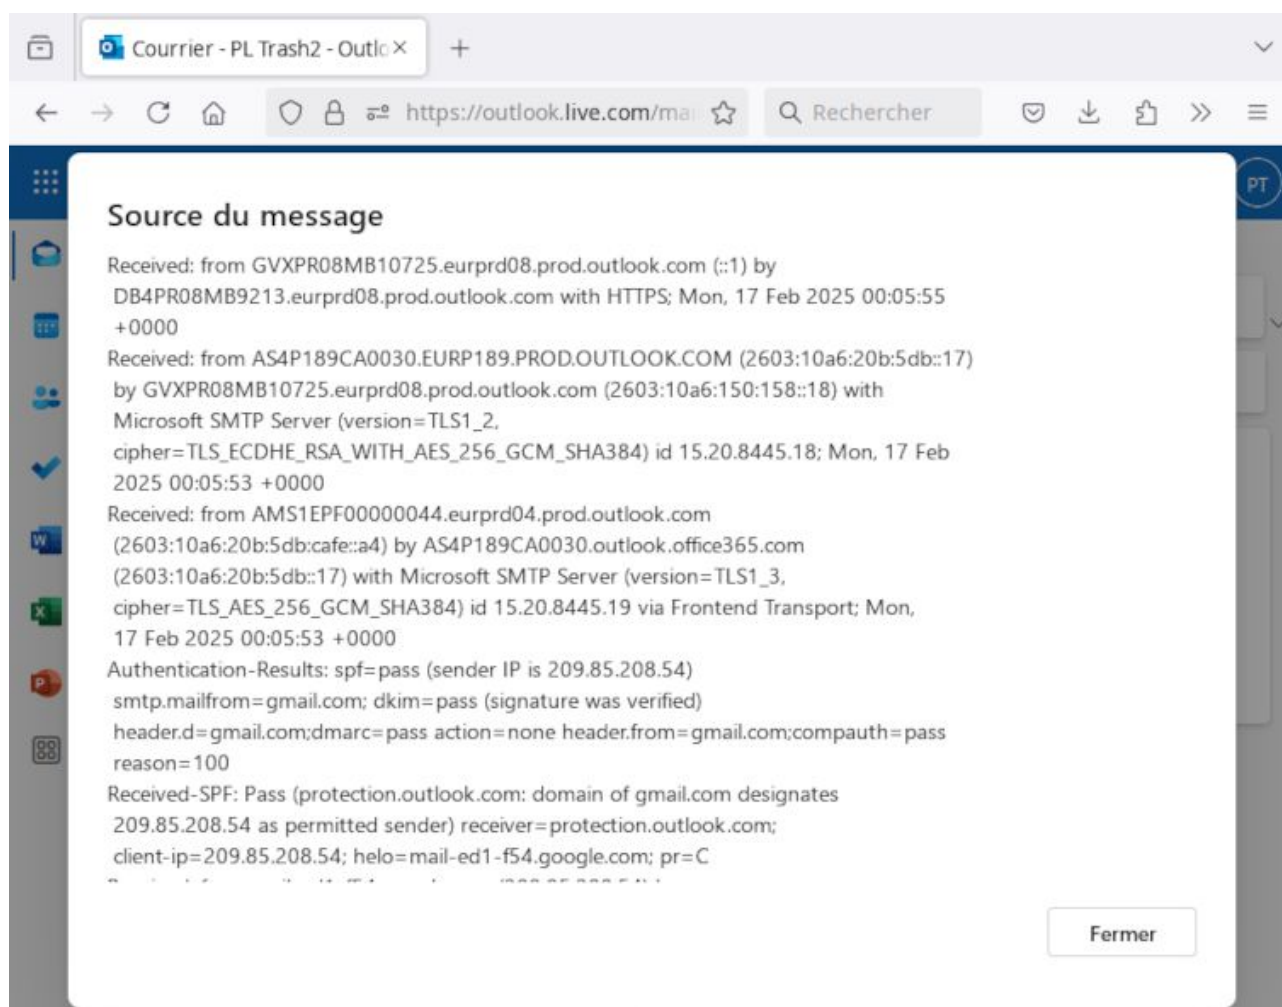 Courrier - PL Trash2 - Outlo
https://outlook.live.com/ma
Rechercher
PT
Source du message
Received: from GVXPR08MB10725.eurprd08.prod.outlook.com (::1) by
DB4PR08MB9213.eurprd08.prod.outlook.com with HTTPS; Mon, 17 Feb 2025 00:05:55
+0000
Received: from AS4P189CA0030.EURP189.PROD.OUTLOOK.COM (2603:10a6:20b:5db::17)
by GVXPR08MB10725.eurprd08.prod.outlook.com (2603:10a6:150:158::18) with
Microsoft SMTP Server (version=TLS1_2,
cipher=TLS_ECDHE_RSA_WITH_AES_256_GCM_SHA384) id 15.20.8445.18; Mon, 17 Feb
2025 00:05:53 +0000
Received: from AMS1EPF00000044.eurprd04.prod.outlook.com
(2603:10a6:20b:5db:cafe::a4) by AS4P189CA0030.outlook.office365.com
(2603:10a6:20b:5db::17) with Microsoft SMTP Server (version=TLS1_3,
cipher=TLS_AES_256_GCM_SHA384) id 15.20.8445.19 via Frontend Transport; Mon,
17 Feb 2025 00:05:53 +0000
Authentication-Results: spf=pass (sender IP is 209.85.208.54)
smtp.mailfrom=gmail.com; dkim=pass (signature was verified)
header.d=gmail.com;dmarc=pass action=none header.from=gmail.com;compauth=pass
reason=100
Received-SPF: Pass (protection.outlook.com: domain of gmail.com designates
209.85.208.54 as permitted sender) receiver=protection.outlook.com;
client-ip=209.85.208.54; helo=mail-ed1-f54.google.com; pr=C
Fermer